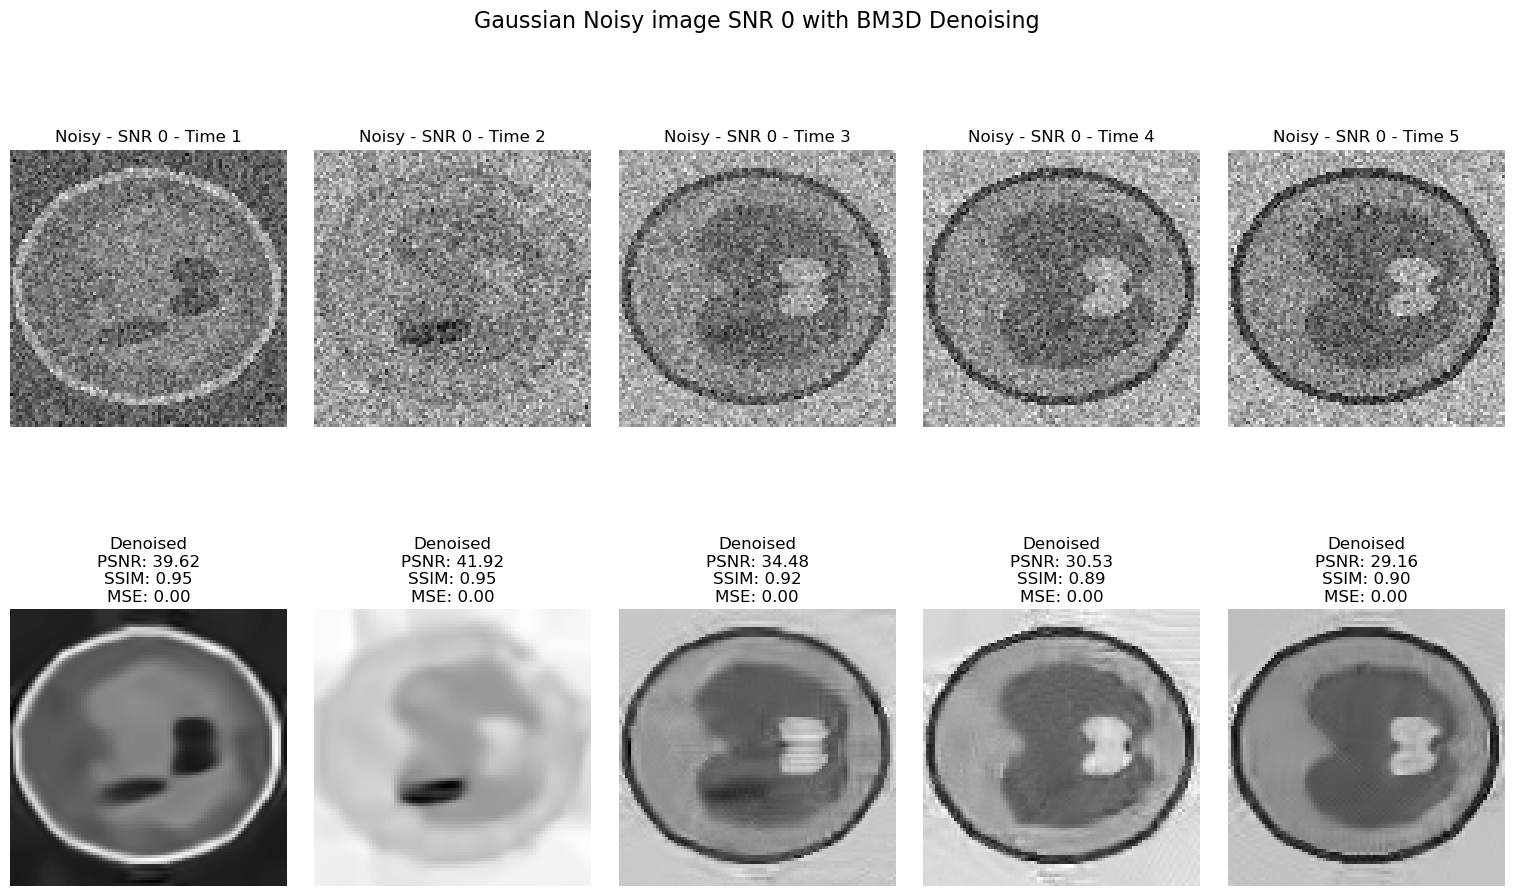 Gaussian Noisy image SNR 0 with BM3D Denoising
Noisy - SNR 0 - Time 1
Noisy - SNR 0 - Time 2
Noisy - SNR 0 - Time 3
Noisy - SNR 0 - Time 4
Noisy - SNR 0 - Time 5
Denoised
PSNR: 39.62
SSIM: 0.95
MSE: 0.00
Denoised
PSNR: 41.92
SSIM: 0.95
MSE: 0.00
Denoised
PSNR: 34.48
SSIM: 0.92
MSE: 0.00
Denoised
PSNR: 30.53
SSIM: 0.89
MSE: 0.00
Denoised
PSNR: 29.16
SSIM: 0.90
MSE: 0.00